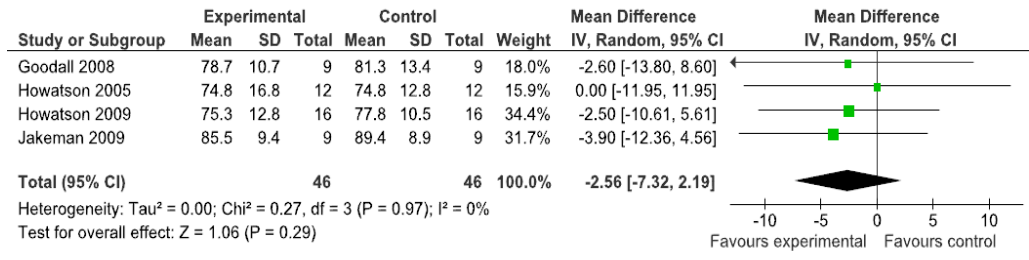 Experimental Control Mean Difference Mean Difference
Study or Subgroup Mean SD Total Mean SD Total Weight IV, Random, 95% CI IV, Random, 95% CI
Goodall 2008 78.7 10.7 9 81.3 13.4 9 18.0% -2.60 [-13.80, 8.60]
Howatson 2005 74.8 16.8 12 74.8 12.8 12 15.9% 0.00 [-11.95, 11.95]
Howatson 2009 75.3 12.8 16 77.8 10.5 16 34.4% -2.50 [-10.61, 5.61]
Jakeman 2009 85.5 9.4 9 89.4 8.9 9 31.7% -3.90 [-12.36, 4.56]
Total (95% CI) 46 46 100.0% -2.56 [-7.32, 2.19]
Heterogeneity: Tau² = 0.00; Chi² = 0.27, df = 3 (P = 0.97); I² = 0%
Test for overall effect: Z = 1.06 (P = 0.29)
-10 -5 0 5 10
Favours experimental Favours control